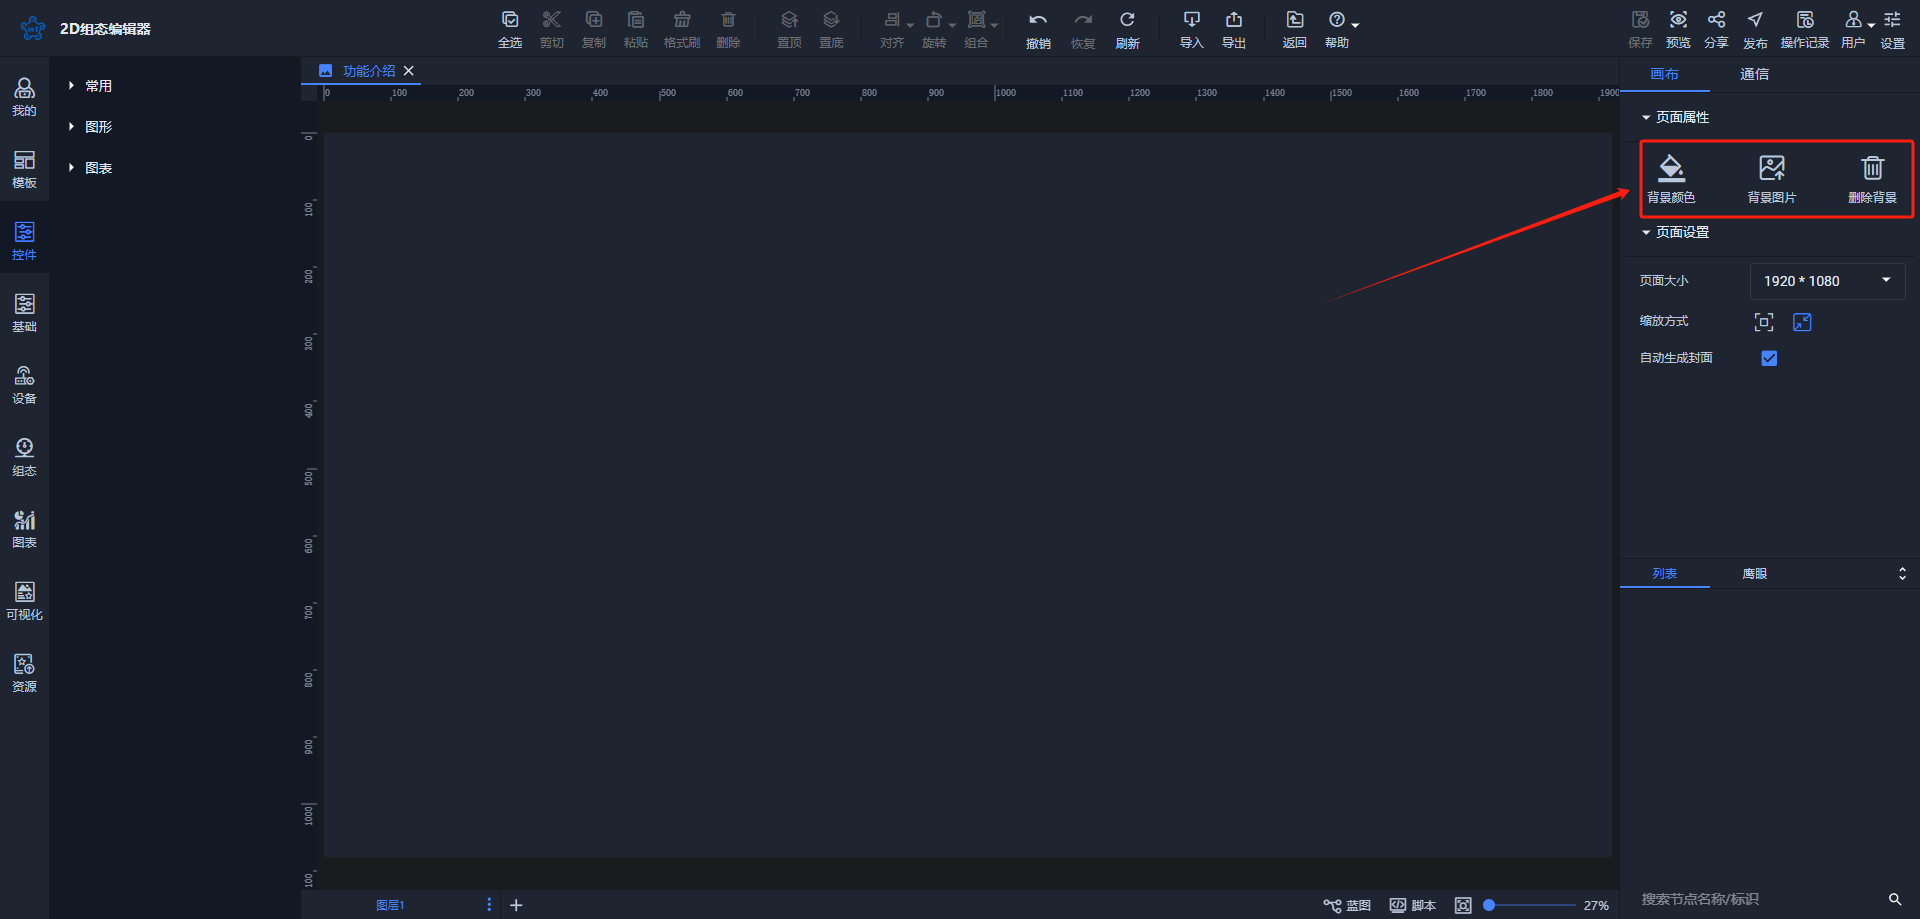 2D组态编辑器
全选 剪切 复制 粘贴 格式刷 删除 置顶 置底 对齐 旋转 组合 撤销 恢复 刷新 导入 导出 返回 帮助 保存 预览 分享 发布 操作记录 用户 设置
我的
模板
控件
基础
设备
组态
图表
可视化
资源
常用
图形
图表
功能介绍
0 100 200 300 400 500 600 700 800 900 1000 1100 1200 1300 1400 1500 1600 1700 1800 1900
0
100
200
300
400
500
600
700
800
900
1000
100
画布 通信
页面属性
背景颜色 背景图片 删除背景
页面设置
页面大小 1920 * 1080
缩放方式
自动生成封面
列表 鹰眼
搜索节点名称/标识
图层1
蓝图 脚本 27%